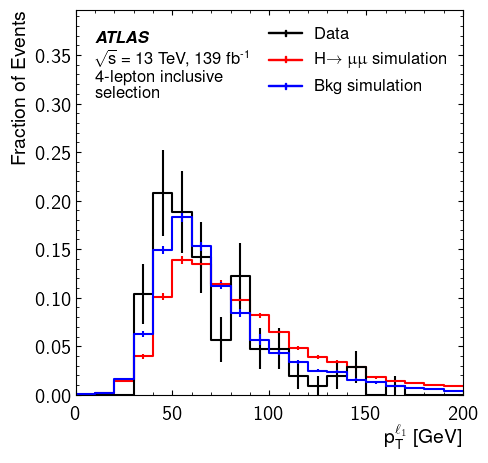 Fraction of Events
ATLAS
√s = 13 TeV, 139 fb⁻¹
4-lepton inclusive
selection
Data
H→ μμ simulation
Bkg simulation
0.35
0.30
0.25
0.20
0.15
0.10
0.05
0.00
0 50 100 150 200
p_T^{ℓ₁} [GeV]